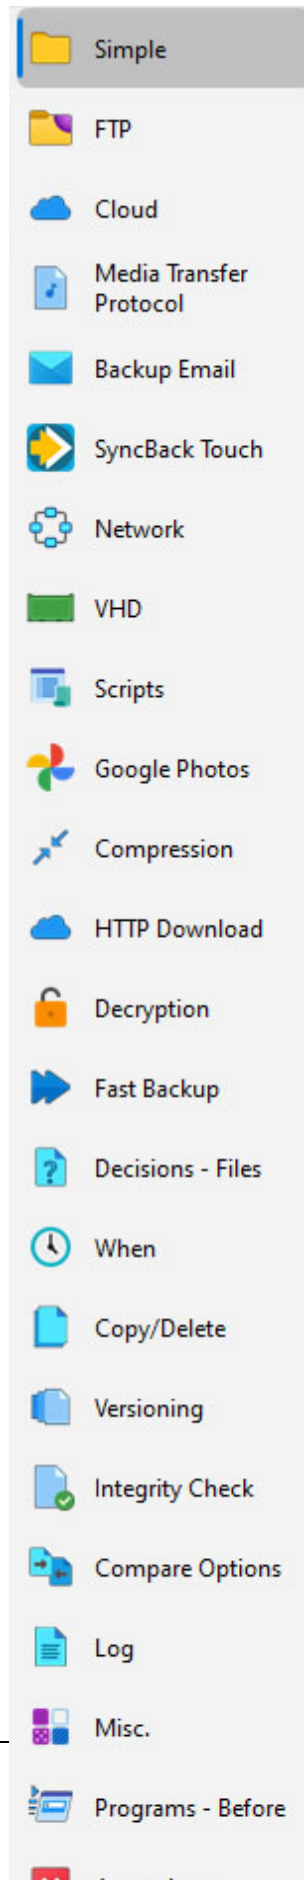 Simple
FTP
Cloud
Media Transfer
Protocol
Backup Email
SyncBack Touch
Network
VHD
Scripts
Google Photos
Compression
HTTP Download
Decryption
Fast Backup
Decisions - Files
When
Copy/Delete
Versioning
Integrity Check
Compare Options
Log
Misc.
Programs - Before